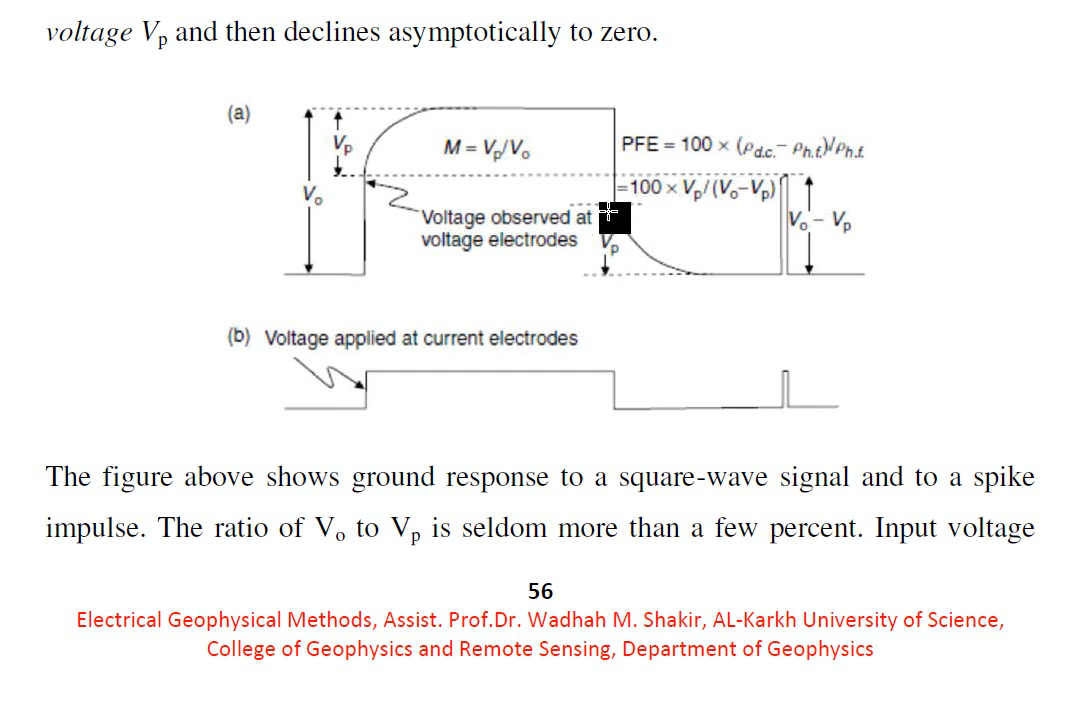 voltage Vp and then declines asymptotically to zero.
(a)
Vp
M = Vp/Vo
PFE = 100 × (ρd.c.− ρh.f.)/ρh.f.
=100 × Vp/(Vo−Vp)
Vo
Voltage observed at
voltage electrodes
Vp
Vo − Vp
(b) Voltage applied at current electrodes
The figure above shows ground response to a square-wave signal and to a spike
impulse. The ratio of Vo to Vp is seldom more than a few percent. Input voltage
56
Electrical Geophysical Methods, Assist. Prof.Dr. Wadhah M. Shakir, AL-Karkh University of Science,
College of Geophysics and Remote Sensing, Department of Geophysics